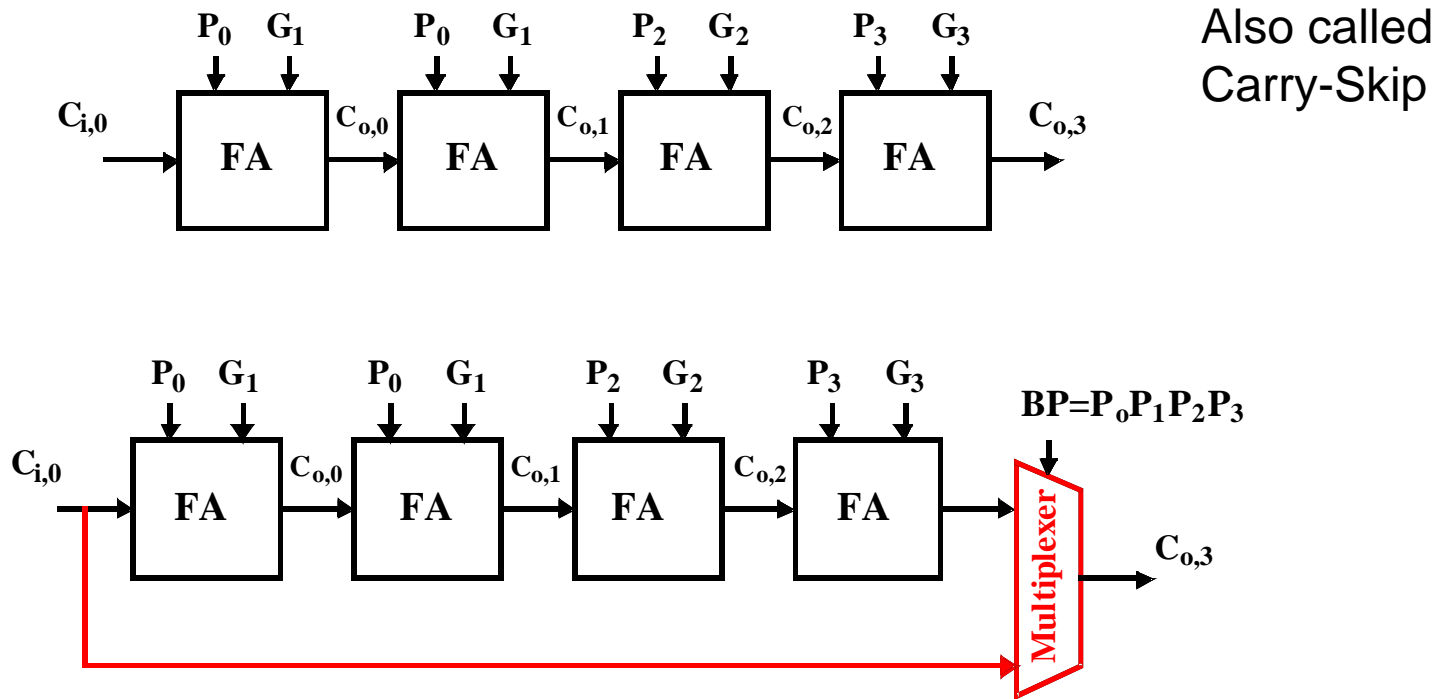 Also called
Carry-Skip
P0 G1 P0 G1 P2 G2 P3 G3
Ci,0 FA Co,0 FA Co,1 FA Co,2 FA Co,3
P0 G1 P0 G1 P2 G2 P3 G3
BP=PoP1P2P3
Ci,0 FA Co,0 FA Co,1 FA Co,2 FA
Multiplexer
Co,3